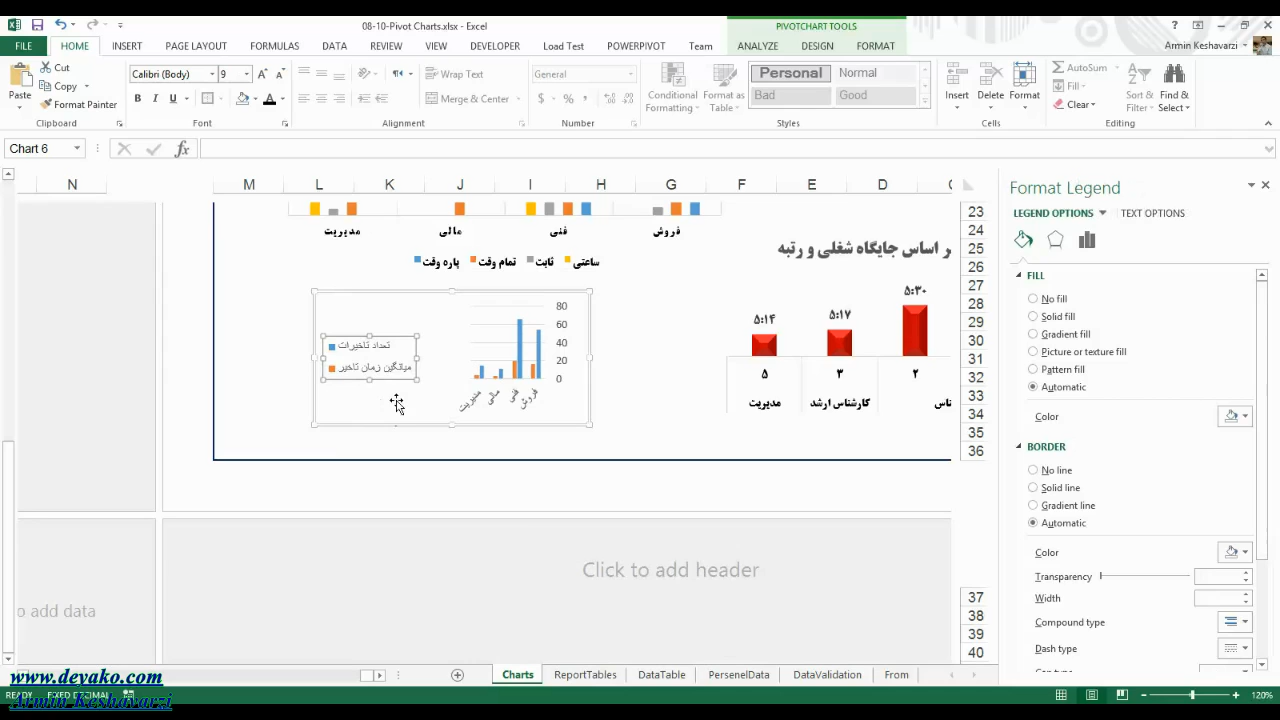 08-10-Pivot Charts.xlsx - Excel
PIVOTCHART TOOLS
FILE HOME INSERT PAGE LAYOUT FORMULAS DATA REVIEW VIEW DEVELOPER Load Test POWERPIVOT Team ANALYZE DESIGN FORMAT Armin Keshavarzi
Paste Cut
Copy
Format Painter
Clipboard
Calibri (Body) 9
B I U A
Font
Wrap Text
Merge & Center
Alignment
General
$ % ,
Number
Conditional Formatting
Format as Table
Personal Normal
Bad Good
Styles
Insert Delete Format
Cells
AutoSum
Fill
Clear
Sort & Filter
Find & Select
Editing
Chart 6
fx
N M L K J I H G F E D
23
24
25
26
27
28
29
30
31
32
33
34
35
36
37
38
39
40
مدیریت مالی فنی فروش
پاره وقت تمام وقت ثابت ساعتی
ر اساس جایگاه شغلی و رتبه
80
60
40
20
0
تعداد تاخیرات
میانگین زمان تاخیر
مدیریت مالی فنی فروش
۵:۱۴ ۵:۱۷ ۵:۳۰
۵ ۳ ۲
مدیریت کارشناس ارشد ناس
Click to add header
o add data
Format Legend
LEGEND OPTIONS TEXT OPTIONS
FILL
No fill
Solid fill
Gradient fill
Picture or texture fill
Pattern fill
Automatic
Color
BORDER
No line
Solid line
Gradient line
Automatic
Color
Transparency
Width
Compound type
Dash type
Cap type
Charts ReportTables DataTable PersenelData DataValidation From
www.deyako.com
READY FIXED DECIMAL
Armin Keshavarzi
120%